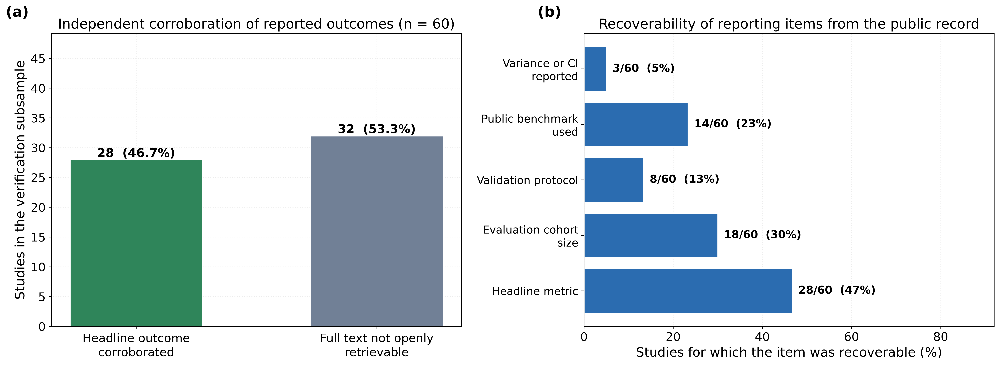 (a)
Independent corroboration of reported outcomes (n = 60)
Studies in the verification subsample
45
40
35
30
25
20
15
10
5
0
28 (46.7%)
32 (53.3%)
Headline outcome
corroborated
Full text not openly
retrievable
(b)
Recoverability of reporting items from the public record
Variance or CI
reported
3/60 (5%)
Public benchmark
used
14/60 (23%)
Validation protocol
8/60 (13%)
Evaluation cohort
size
18/60 (30%)
Headline metric
28/60 (47%)
0
20
40
60
80
Studies for which the item was recoverable (%)